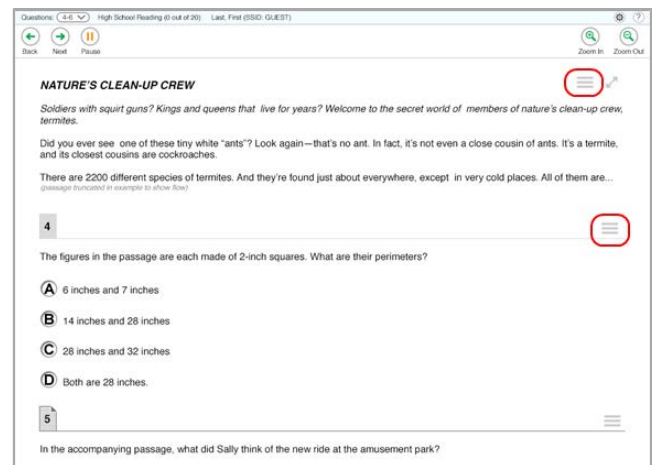 Questions: 4-6 High School Reading (0 out of 20) Last, First (SSID: GUEST)
Back Next Pause Zoom In Zoom Out
NATURE'S CLEAN-UP CREW
Soldiers with squirt guns? Kings and queens that live for years? Welcome to the secret world of members of nature's clean-up crew,
termites.
Did you ever see one of these tiny white "ants"? Look again—that's no ant. In fact, it's not even a close cousin of ants. It's a termite,
and its closest cousins are cockroaches.
There are 2200 different species of termites. And they're found just about everywhere, except in very cold places. All of them are...
(passage truncated in example to show flow)
4
The figures in the passage are each made of 2-inch squares. What are their perimeters?
A 6 inches and 7 inches
B 14 inches and 28 inches
C 28 inches and 32 inches
D Both are 28 inches.
5
In the accompanying passage, what did Sally think of the new ride at the amusement park?